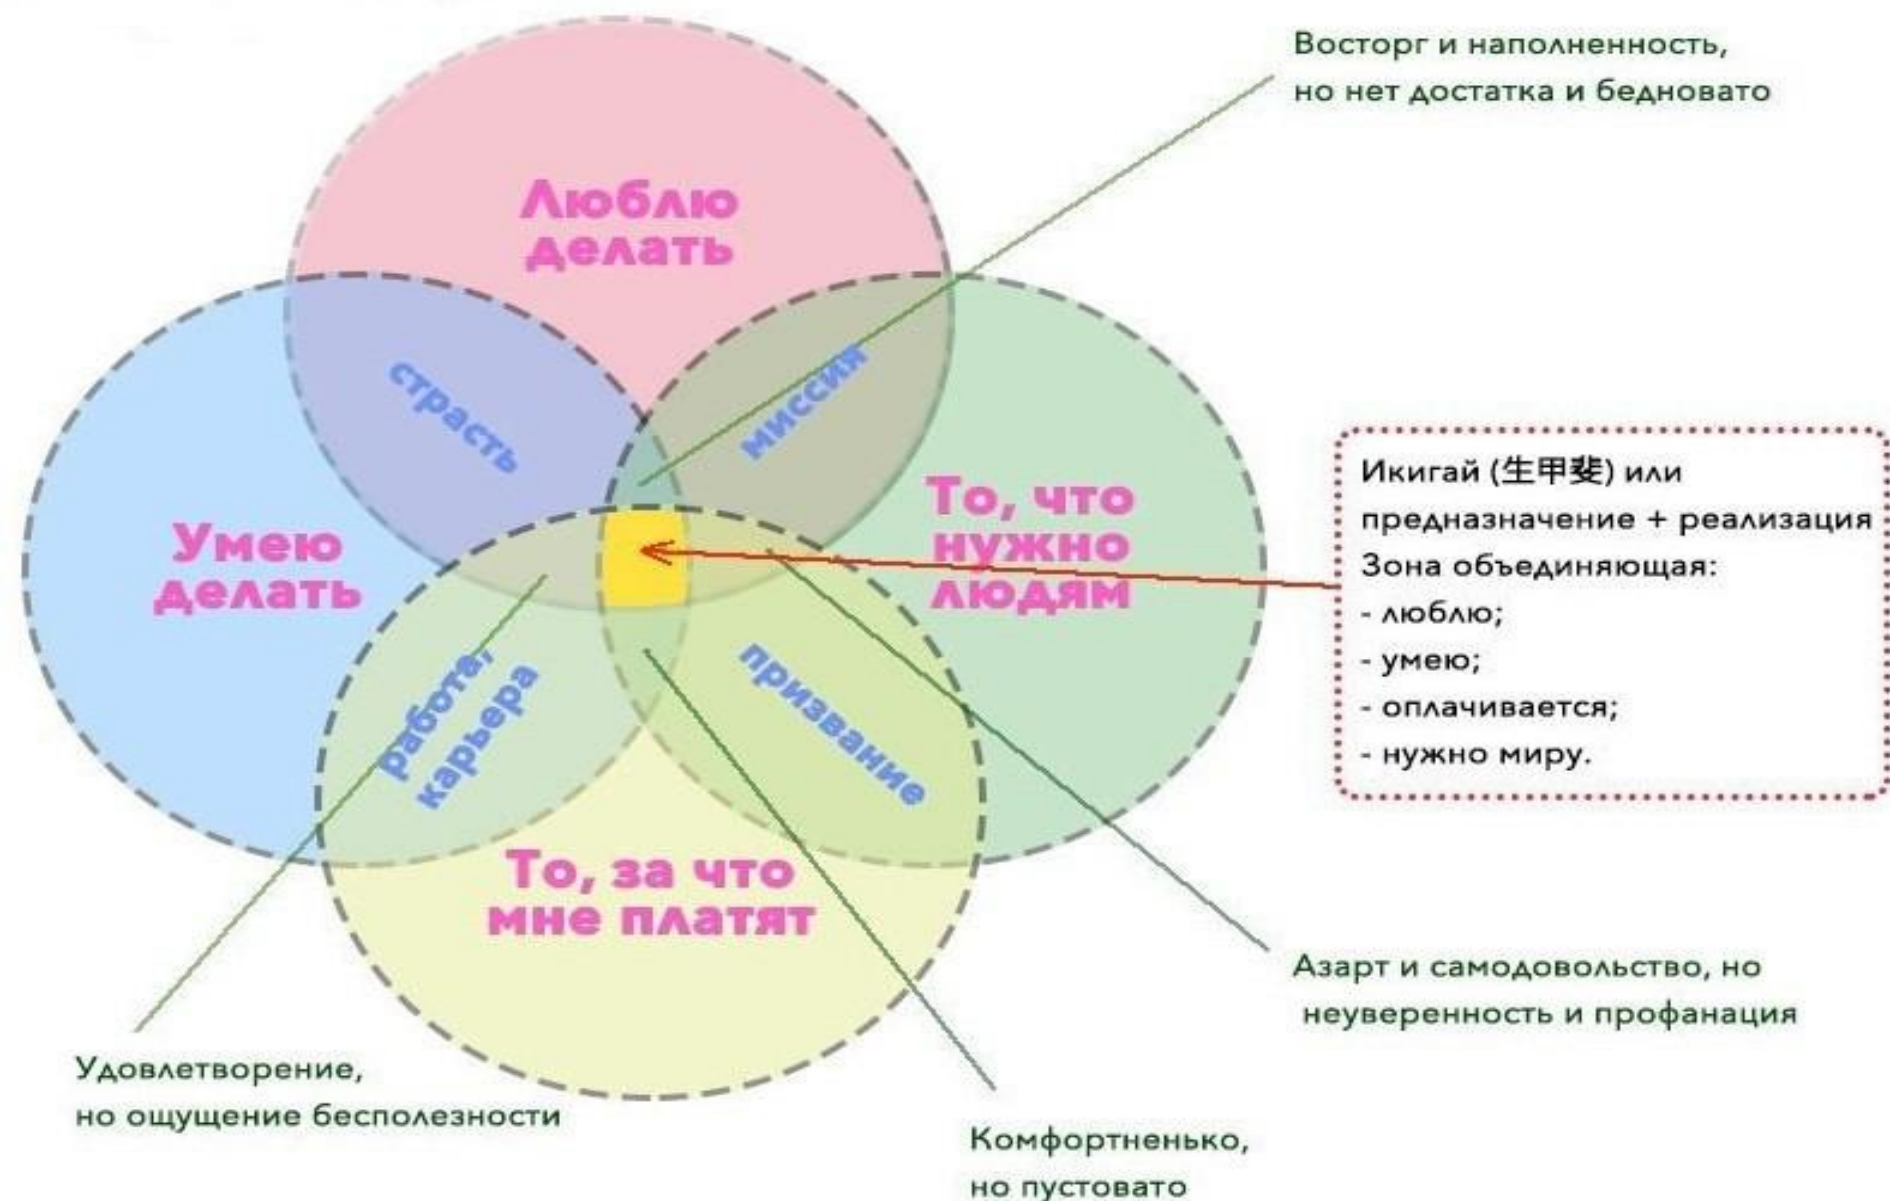 Восторг и наполненность,
но нет достатка и бедновато
Люблю
делать
страсть
миссия
Умею
делать
То, что
нужно
людям
Икигай (生甲斐) или
предназначение + реализация
Зона объединяющая:
- люблю;
- умею;
- оплачивается;
- нужно миру.
работа,
карьера
призвание
То, за что
мне платят
Азарт и самодовольство, но
неуверенность и профанация
Удовлетворение,
но ощущение бесполезности
Комфортненько,
но пустовато